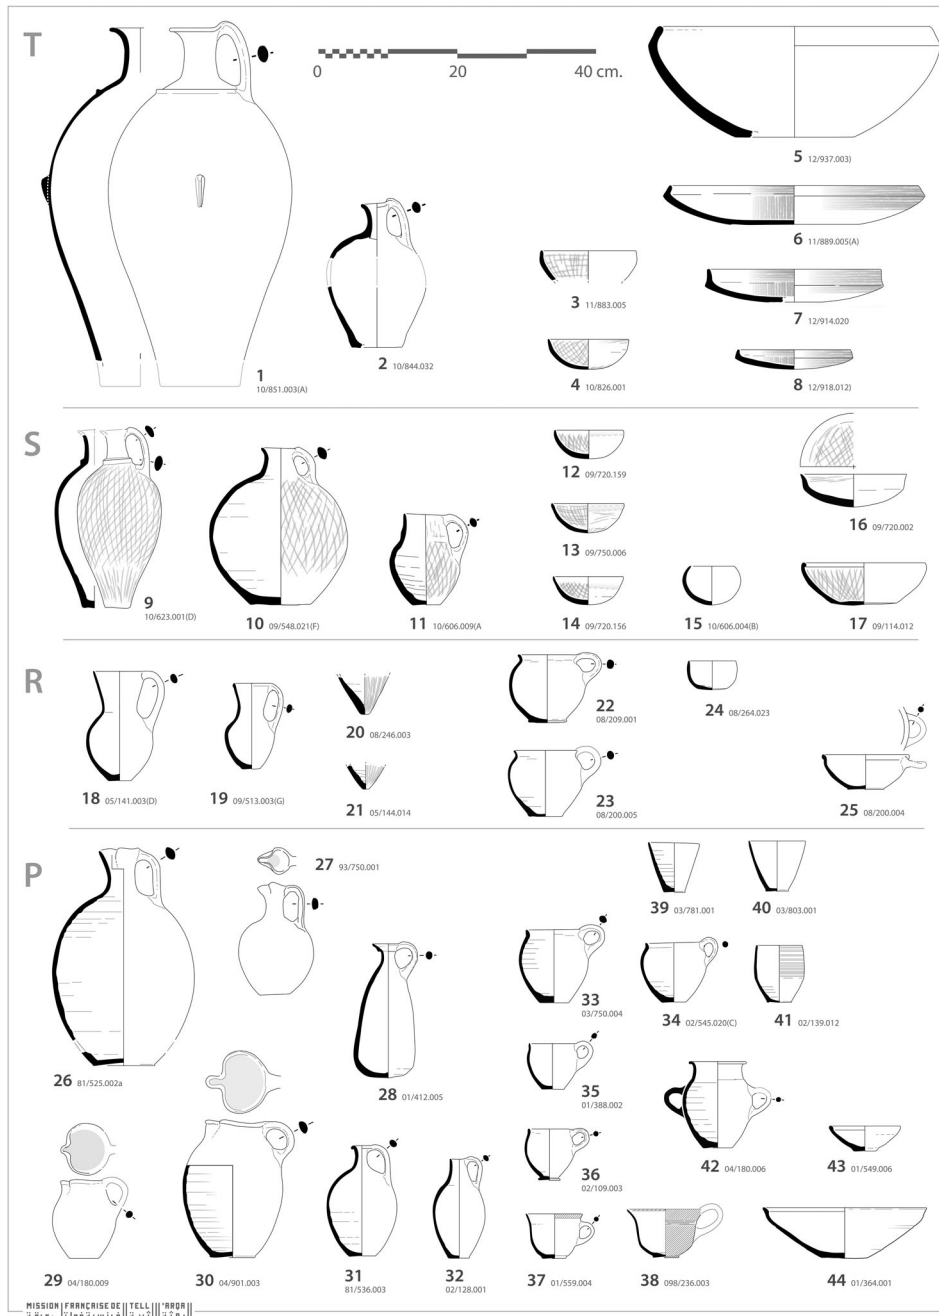 T
0 20 40 cm.
1
10/851.003(A)
2 10/844.032
3 11/883.005
4 10/826.001
5 12/937.003)
6 11/889.005(A)
7 12/914.020
8 12/918.012)
S
9
10/623.001(D)
10 09/548.021(F)
11 10/606.009(A
12 09/720.159
13 09/750.006
14 09/720.156
15 10/606.004(B)
16 09/720.002
17 09/114.012
R
18 05/141.003(D)
19 09/513.003(G)
20 08/246.003
21 05/144.014
22
08/209.001
23
08/200.005
24 08/264.023
25 08/200.004
P
26 81/525.002a
27 93/750.001
28 01/412.005
29 04/180.009
30 04/901.003
31
81/536.003
32
02/128.001
33
03/750.004
34 02/545.020(C)
35
01/388.002
36
02/109.003
37 01/559.004
38 098/236.003
39 03/781.001
40 03/803.001
41 02/139.012
42 04/180.006
43 01/549.006
44 01/364.001
MISSION FRANÇAISE DE TELL 'ARQA